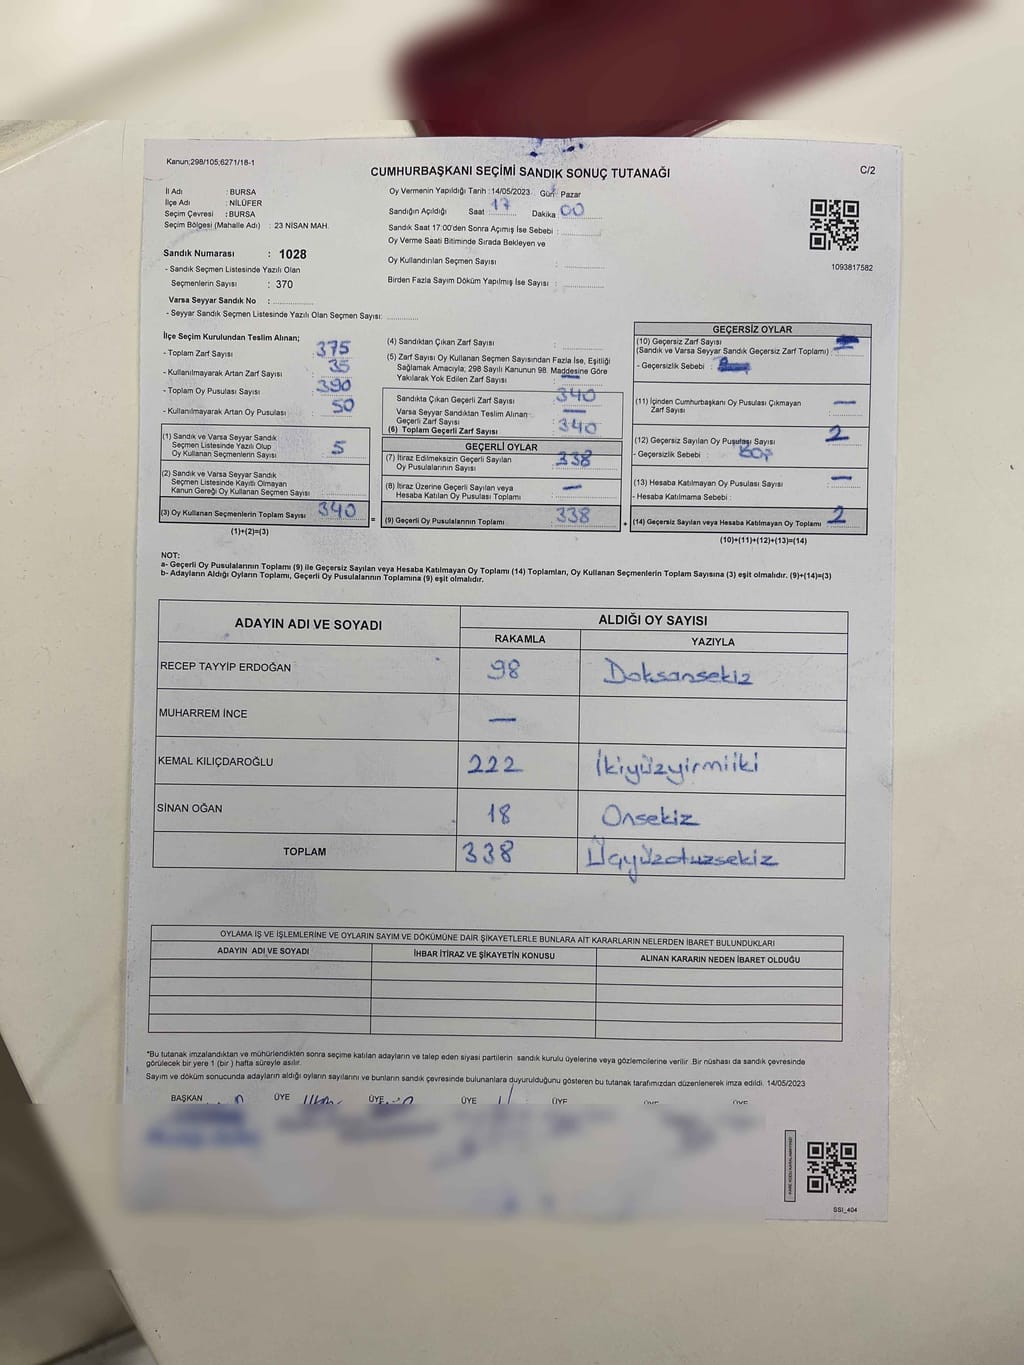 Kanun;298/105,6271/18-1
CUMHURBAŞKANI SEÇİMİ SANDIK SONUÇ TUTANAĞI
C/2
İl Adı : BURSA
İlçe Adı : NİLÜFER
Seçim Çevresi : BURSA
Seçim Bölgesi (Mahalle Adı) : 23 NİSAN MAH.
Sandık Numarası : 1028
- Sandık Seçmen Listesinde Yazılı Olan
Seçmenlerin Sayısı : 370
Varsa Seyyar Sandık No : ..............
- Seyyar Sandık Seçmen Listesinde Yazılı Olan Seçmen Sayısı: ..............
Oy Vermenin Yapıldığı Tarih : 14/05/2023 Gün: Pazar
Sandığın Açıldığı Saat 17 Dakika : 00
Sandık Saat 17:00'den Sonra Açımış İse Sebebi : ..............
Oy Verme Saati Bitiminde Sırada Bekleyen ve
Oy Kullandırılan Seçmen Sayısı : ..............
Birden Fazla Sayım Döküm Yapılmış İse Sayısı : ..............
1093817582
İlçe Seçim Kurulundan Teslim Alınan;
- Toplam Zarf Sayısı : 375
- Kullanılmayarak Artan Zarf Sayısı : 35
- Toplam Oy Pusulası Sayısı : 390
- Kullanılmayarak Artan Oy Pusulası : 50
(1) Sandık ve Varsa Seyyar Sandık
Seçmen Listesinde Yazılı Olup
Oy Kullanan Seçmenlerin Sayısı : 5
(2) Sandık ve Varsa Seyyar Sandık
Seçmen Listesinde Kayıtlı Olmayan
Kanun Gereği Oy Kullanan Seçmen Sayısı : ..............
(3) Oy Kullanan Seçmenlerin Toplam Sayısı : 340
(1)+(2)=(3)
=
(4) Sandıktan Çıkan Zarf Sayısı : ..............
(5) Zarf Sayısı Oy Kullanan Seçmen Sayısından Fazla İse, Eşitliği
Sağlamak Amacıyla; 298 Sayılı Kanunun 98. Maddesine Göre
Yakılarak Yok Edilen Zarf Sayısı : —
Sandıkta Çıkan Geçerli Zarf Sayısı : 340
Varsa Seyyar Sandıktan Teslim Alınan
Geçerli Zarf Sayısı : —
(6) Toplam Geçerli Zarf Sayısı : 340
GEÇERLİ OYLAR
(7) İtiraz Edilmeksizin Geçerli Sayılan
Oy Pusulalarının Sayısı : 338
(8) İtiraz Üzerine Geçerli Sayılan veya
Hesaba Katılan Oy Pusulası Toplamı : —
(9) Geçerli Oy Pusulalarının Toplamı : 338
+
GEÇERSİZ OYLAR
(10) Geçersiz Zarf Sayısı
(Sandık ve Varsa Seyyar Sandık Geçersiz Zarf Toplamı) :
- Geçersizlik Sebebi :
(11) İçinden Cumhurbaşkanı Oy Pusulası Çıkmayan
Zarf Sayısı : —
(12) Geçersiz Sayılan Oy Pusulası Sayısı : 2
- Geçersizlik Sebebi : Boş
(13) Hesaba Katılmayan Oy Pusulası Sayısı : —
- Hesaba Katılmama Sebebi :
(14) Geçersiz Sayılan veya Hesaba Katılmayan Oy Toplamı : 2
(10)+(11)+(12)+(13)=(14)
NOT:
a- Geçerli Oy Pusulalarının Toplamı (9) ile Geçersiz Sayılan veya Hesaba Katılmayan Oy Toplamı (14) Toplamları, Oy Kullanan Seçmenlerin Toplam Sayısına (3) eşit olmalıdır. (9)+(14)=(3)
b- Adayların Aldığı Oyların Toplamı, Geçerli Oy Pusulalarının Toplamına (9) eşit olmalıdır.
ADAYIN ADI VE SOYADI
ALDIĞI OY SAYISI
RAKAMLA YAZIYLA
RECEP TAYYİP ERDOĞAN 98 Doksansekiz
MUHARREM İNCE —
KEMAL KILIÇDAROĞLU 222 İkiyüzyirmiiki
SİNAN OĞAN 18 Onsekiz
TOPLAM 338 Üçyüzotuzsekiz
OYLAMA İŞ VE İŞLEMLERİNE VE OYLARIN SAYIM VE DÖKÜMÜNE DAİR ŞİKAYETLERLE BUNLARA AİT KARARLARIN NELERDEN İBARET BULUNDUKLARI
ADAYIN ADI VE SOYADI İHBAR İTİRAZ VE ŞİKAYETİN KONUSU ALINAN KARARIN NEDEN İBARET OLDUĞU
*Bu tutanak imzalandıktan ve mühürlendikten sonra seçime katılan adayların ve talep eden siyasi partilerin sandık kurulu üyelerine veya gözlemcilerine verilir .Bir nüshası da sandık çevresinde
görülecek bir yere 1 (bir ) hafta süreyle asılır.
Sayım ve döküm sonucunda adayların aldığı oyların sayılarını ve bunların sandık çevresinde bulunanlara duyurulduğunu gösteren bu tutanak tarafımızdan düzenlenerek imza edildi. 14/05/2023
BAŞKAN ÜYE ÜYE ÜYE ÜYE ÜYE ÜYE
SSI_404